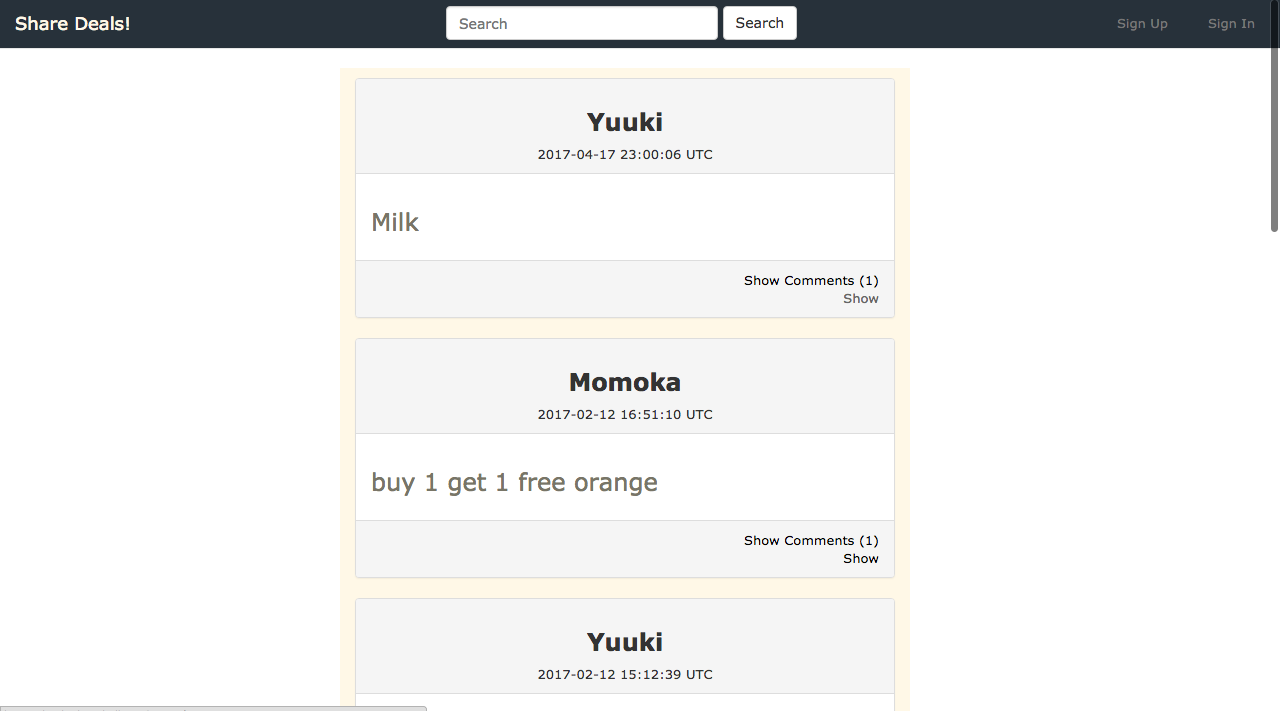 Share Deals! Search Search Sign Up Sign In
Yuuki
2017-04-17 23:00:06 UTC
Milk
Show Comments (1)
Show
Momoka
2017-02-12 16:51:10 UTC
buy 1 get 1 free orange
Show Comments (1)
Show
Yuuki
2017-02-12 15:12:39 UTC